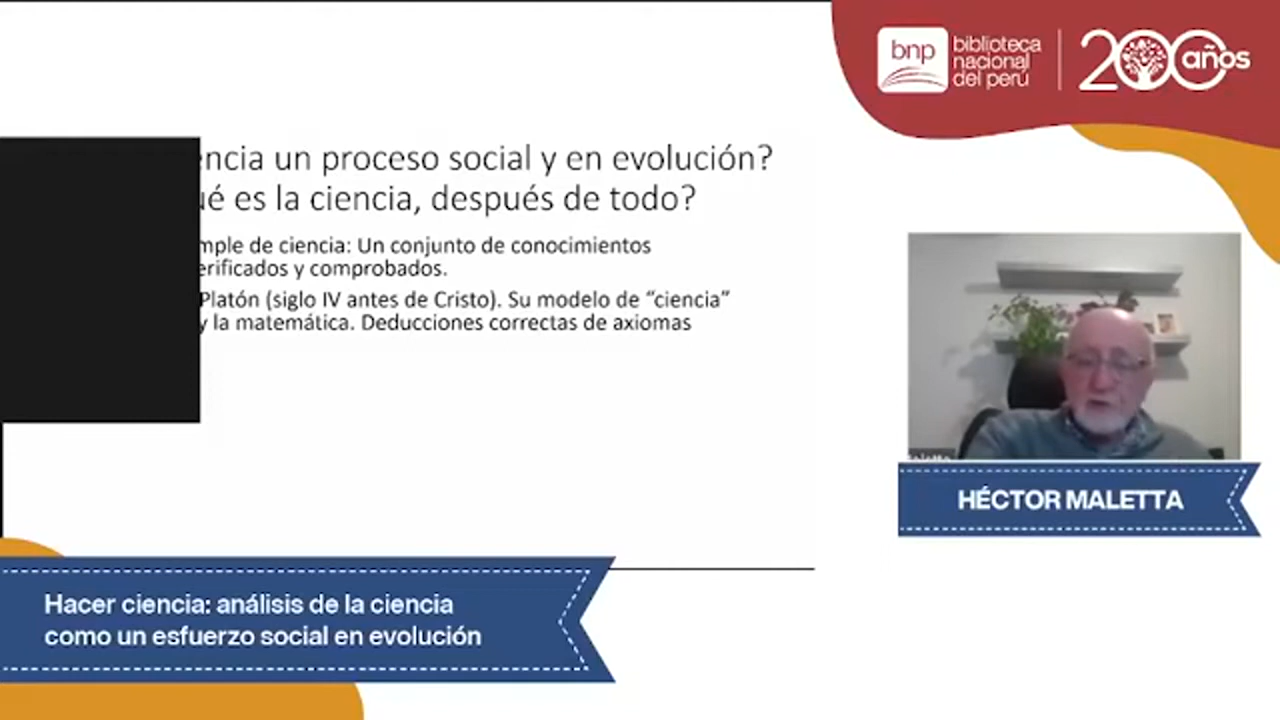 bnp
biblioteca
nacional
del perú
200 años
encia un proceso social y en evolución?
ué es la ciencia, después de todo?
mple de ciencia: Un conjunto de conocimientos
erificados y comprobados.
Platón (siglo IV antes de Cristo). Su modelo de “ciencia”
y la matemática. Deducciones correctas de axiomas
HÉCTOR MALETTA
Hacer ciencia: análisis de la ciencia
como un esfuerzo social en evolución